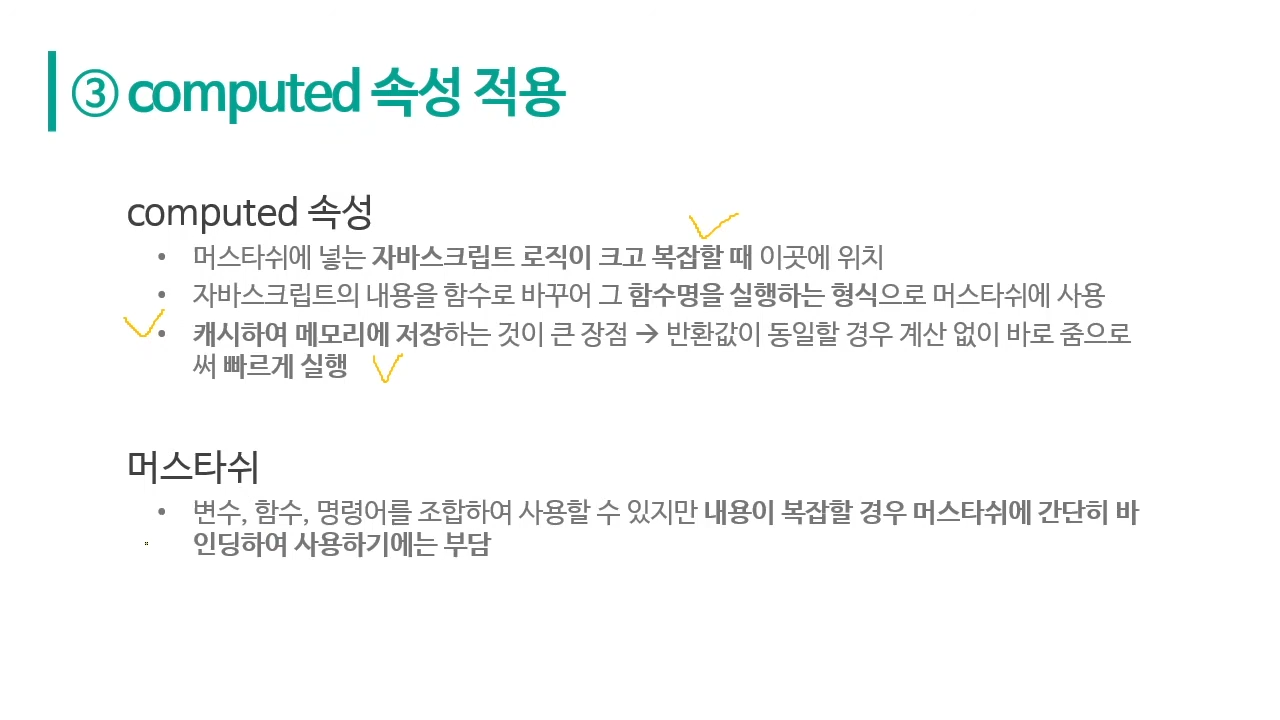 ③ computed 속성 적용
computed 속성
• 머스타쉬에 넣는 자바스크립트 로직이 크고 복잡할 때 이곳에 위치
• 자바스크립트의 내용을 함수로 바꾸어 그 함수명을 실행하는 형식으로 머스타쉬에 사용
• 캐시하여 메모리에 저장하는 것이 큰 장점 → 반환값이 동일할 경우 계산 없이 바로 줌으로
써 빠르게 실행
머스타쉬
• 변수, 함수, 명령어를 조합하여 사용할 수 있지만 내용이 복잡할 경우 머스타쉬에 간단히 바
인딩하여 사용하기에는 부담